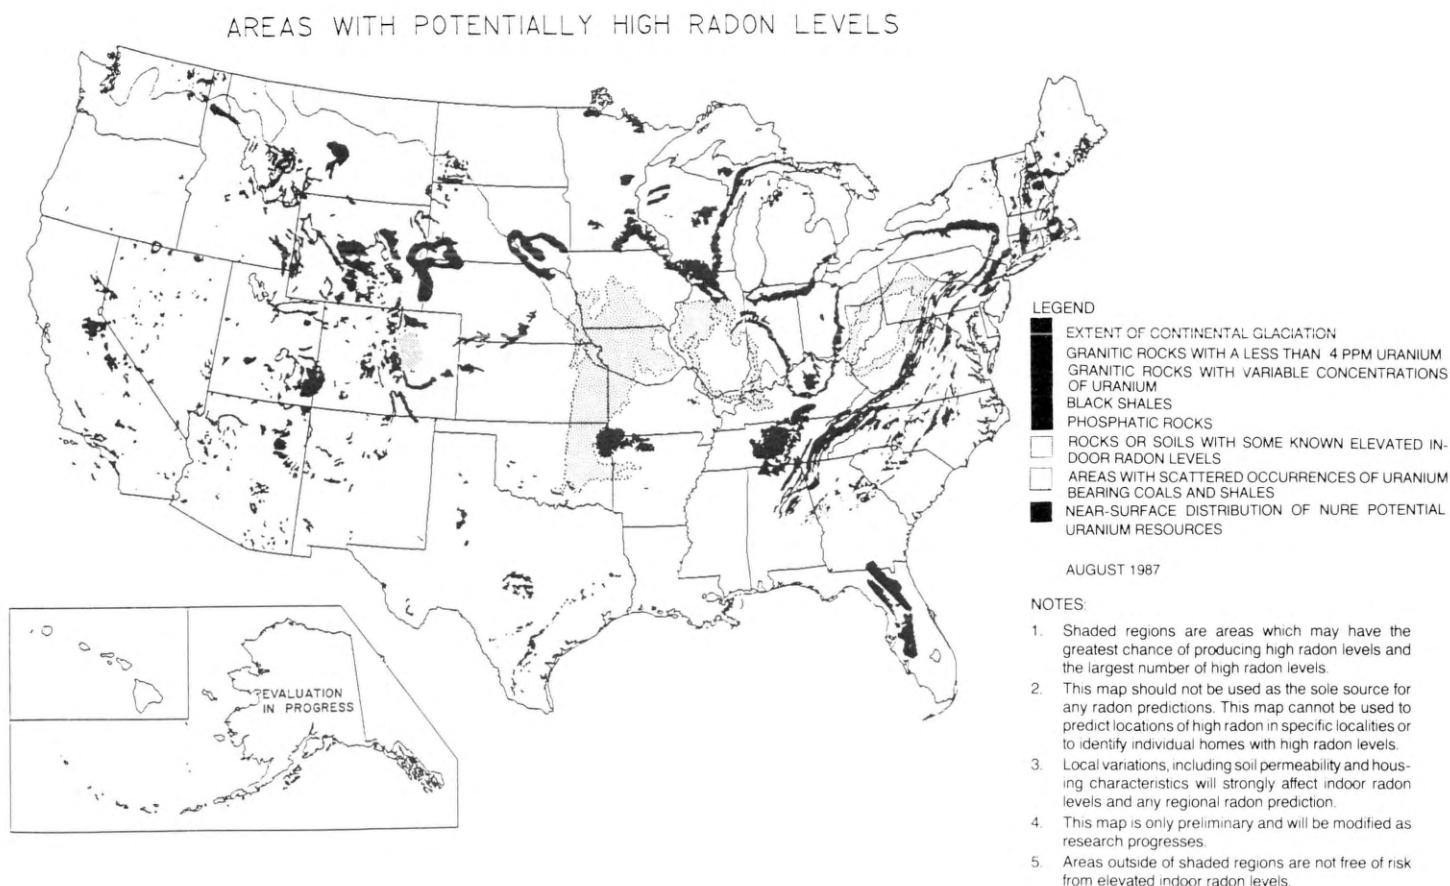 AREAS WITH POTENTIALLY HIGH RADON LEVELS
LEGEND
EXTENT OF CONTINENTAL GLACIATION
GRANITIC ROCKS WITH A LESS THAN 4 PPM URANIUM
GRANITIC ROCKS WITH VARIABLE CONCENTRATIONS
OF URANIUM
BLACK SHALES
PHOSPHATIC ROCKS
ROCKS OR SOILS WITH SOME KNOWN ELEVATED IN-
DOOR RADON LEVELS
AREAS WITH SCATTERED OCCURRENCES OF URANIUM
BEARING COALS AND SHALES
NEAR-SURFACE DISTRIBUTION OF NURE POTENTIAL
URANIUM RESOURCES
AUGUST 1987
NOTES:
1. Shaded regions are areas which may have the
greatest chance of producing high radon levels and
the largest number of high radon levels.
2. This map should not be used as the sole source for
any radon predictions. This map cannot be used to
predict locations of high radon in specific localities or
to identify individual homes with high radon levels.
3. Local variations, including soil permeability and hous-
ing characteristics will strongly affect indoor radon
levels and any regional radon prediction.
4. This map is only preliminary and will be modified as
research progresses.
5. Areas outside of shaded regions are not free of risk
from elevated indoor radon levels.
EVALUATION
IN PROGRESS